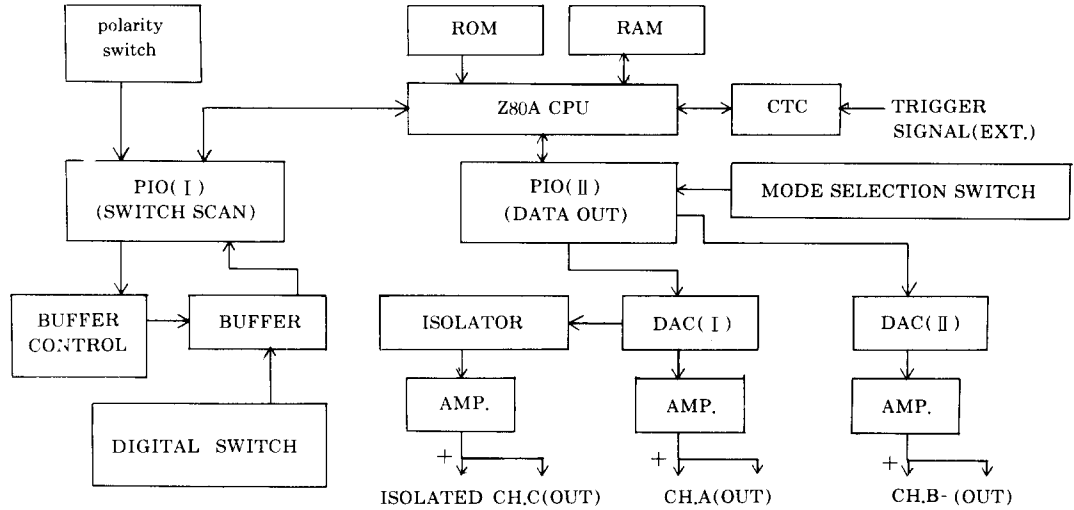 polarity
switch
ROM
RAM
Z80A CPU
CTC
TRIGGER
SIGNAL(EXT.)
PIO(Ⅰ)
(SWITCH SCAN)
PIO(Ⅱ)
(DATA OUT)
MODE SELECTION SWITCH
BUFFER
CONTROL
BUFFER
ISOLATOR
DAC(Ⅰ)
DAC(Ⅱ)
DIGITAL SWITCH
AMP.
AMP.
AMP.
+
+
+
ISOLATED CH.C(OUT)
CH.A(OUT)
CH.B-(OUT)